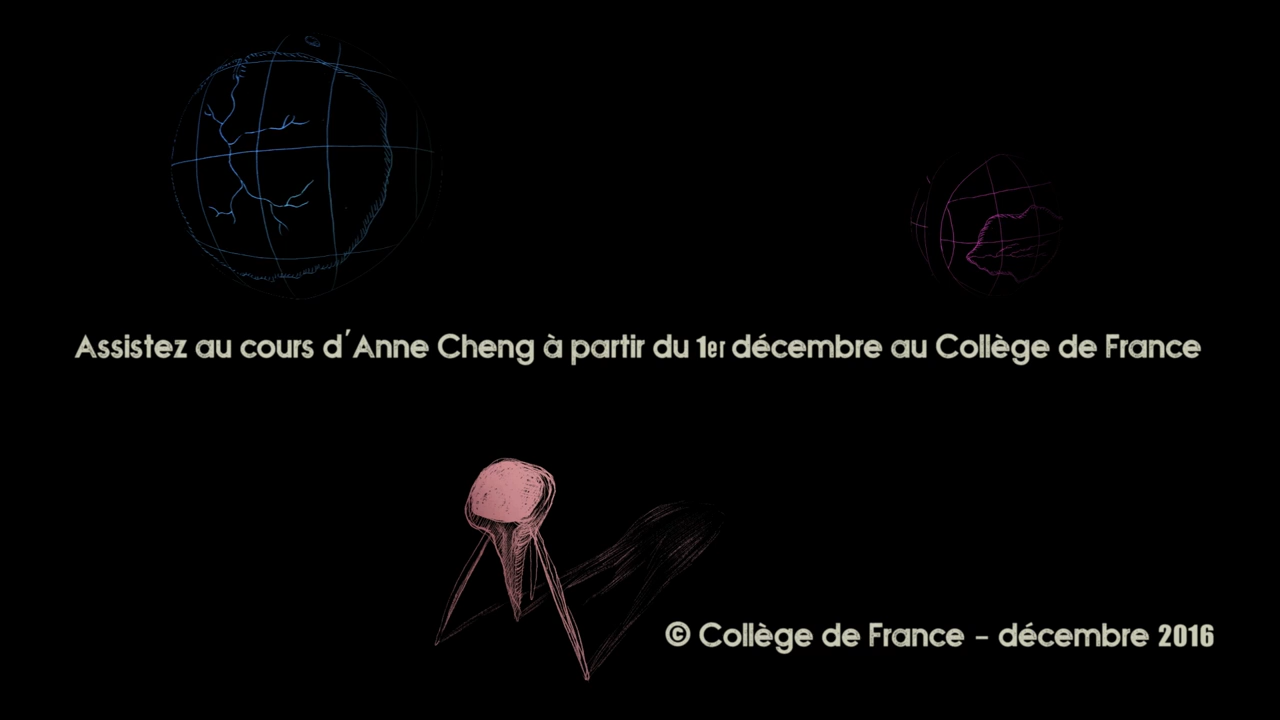 Assistez au cours d'Anne Cheng à partir du 1er décembre au Collège de France
© Collège de France - décembre 2016